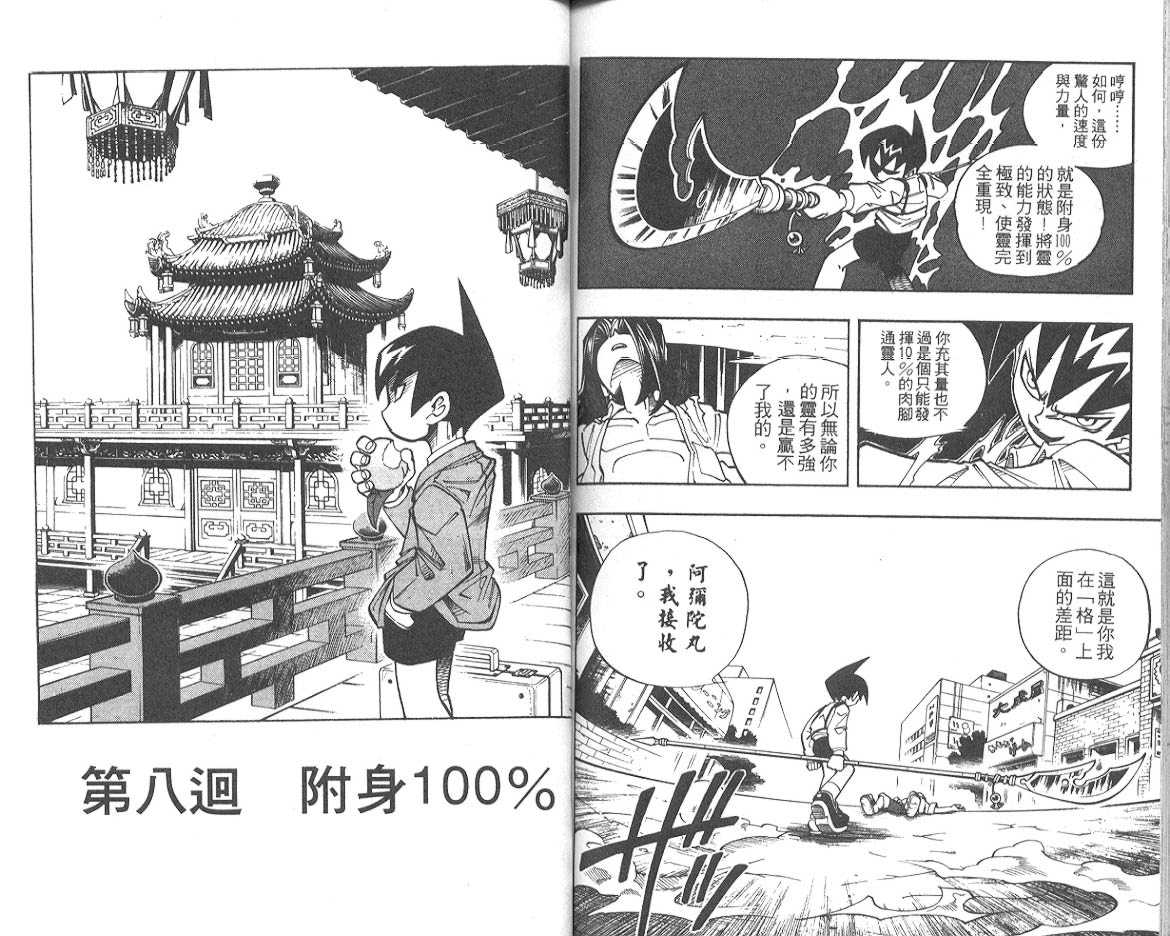 哼哼……
如何，這份
驚人的速度
與力量，
就是附身100%
的狀態！將靈
的能力發揮到
極致、使靈完
全重現！
你充其量也不
過是個只能發
揮10%的肉腳
通靈人。
所以無論你
的靈有多強
，還是贏不
了我的。
這就是你我
在「格」上
面的差距。
阿彌陀丸
，我接收
了。
第八迴　附身100%